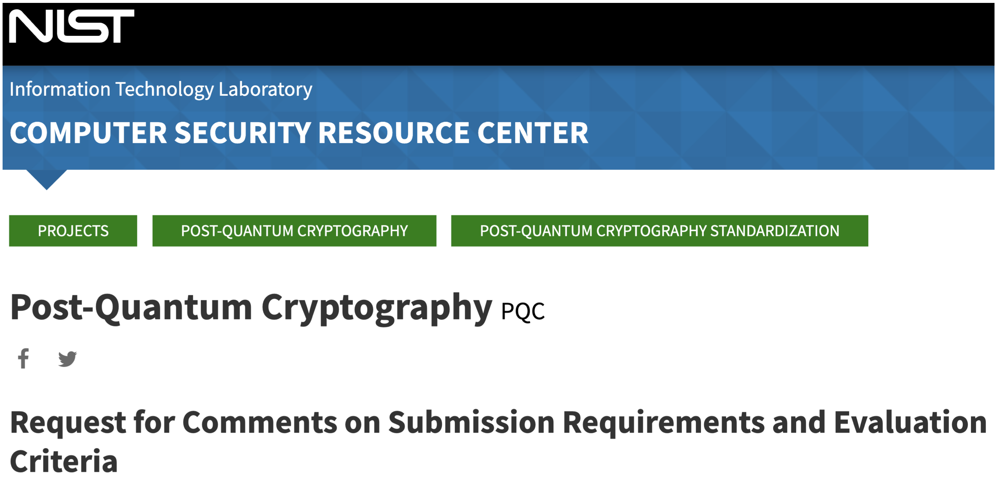 NIST
Information Technology Laboratory
COMPUTER SECURITY RESOURCE CENTER
PROJECTS POST-QUANTUM CRYPTOGRAPHY POST-QUANTUM CRYPTOGRAPHY STANDARDIZATION
Post-Quantum Cryptography PQC
Request for Comments on Submission Requirements and Evaluation
Criteria